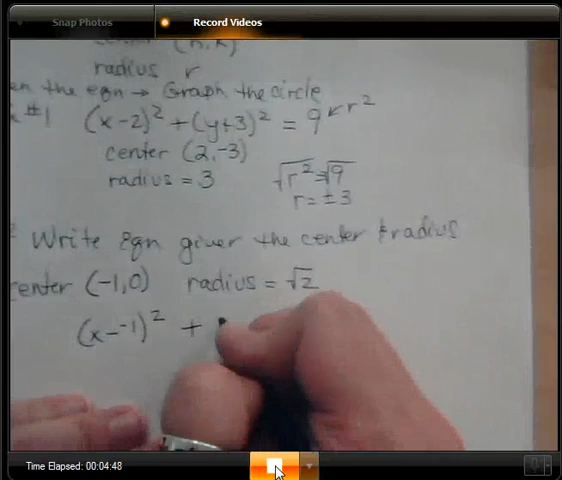 Snap Photos
Record Videos
center (h,k)
radius r
the eqn → Graph the circle
#1 (x-2)² + (y+3)² = 9 ↙ r²
center (2,-3)
radius = 3
√r² = √9
r = ± 3
Write Eqn given the center & radius
center (-1,0) radius = √2
(x--1)² +
Time Elapsed: 00:04:48